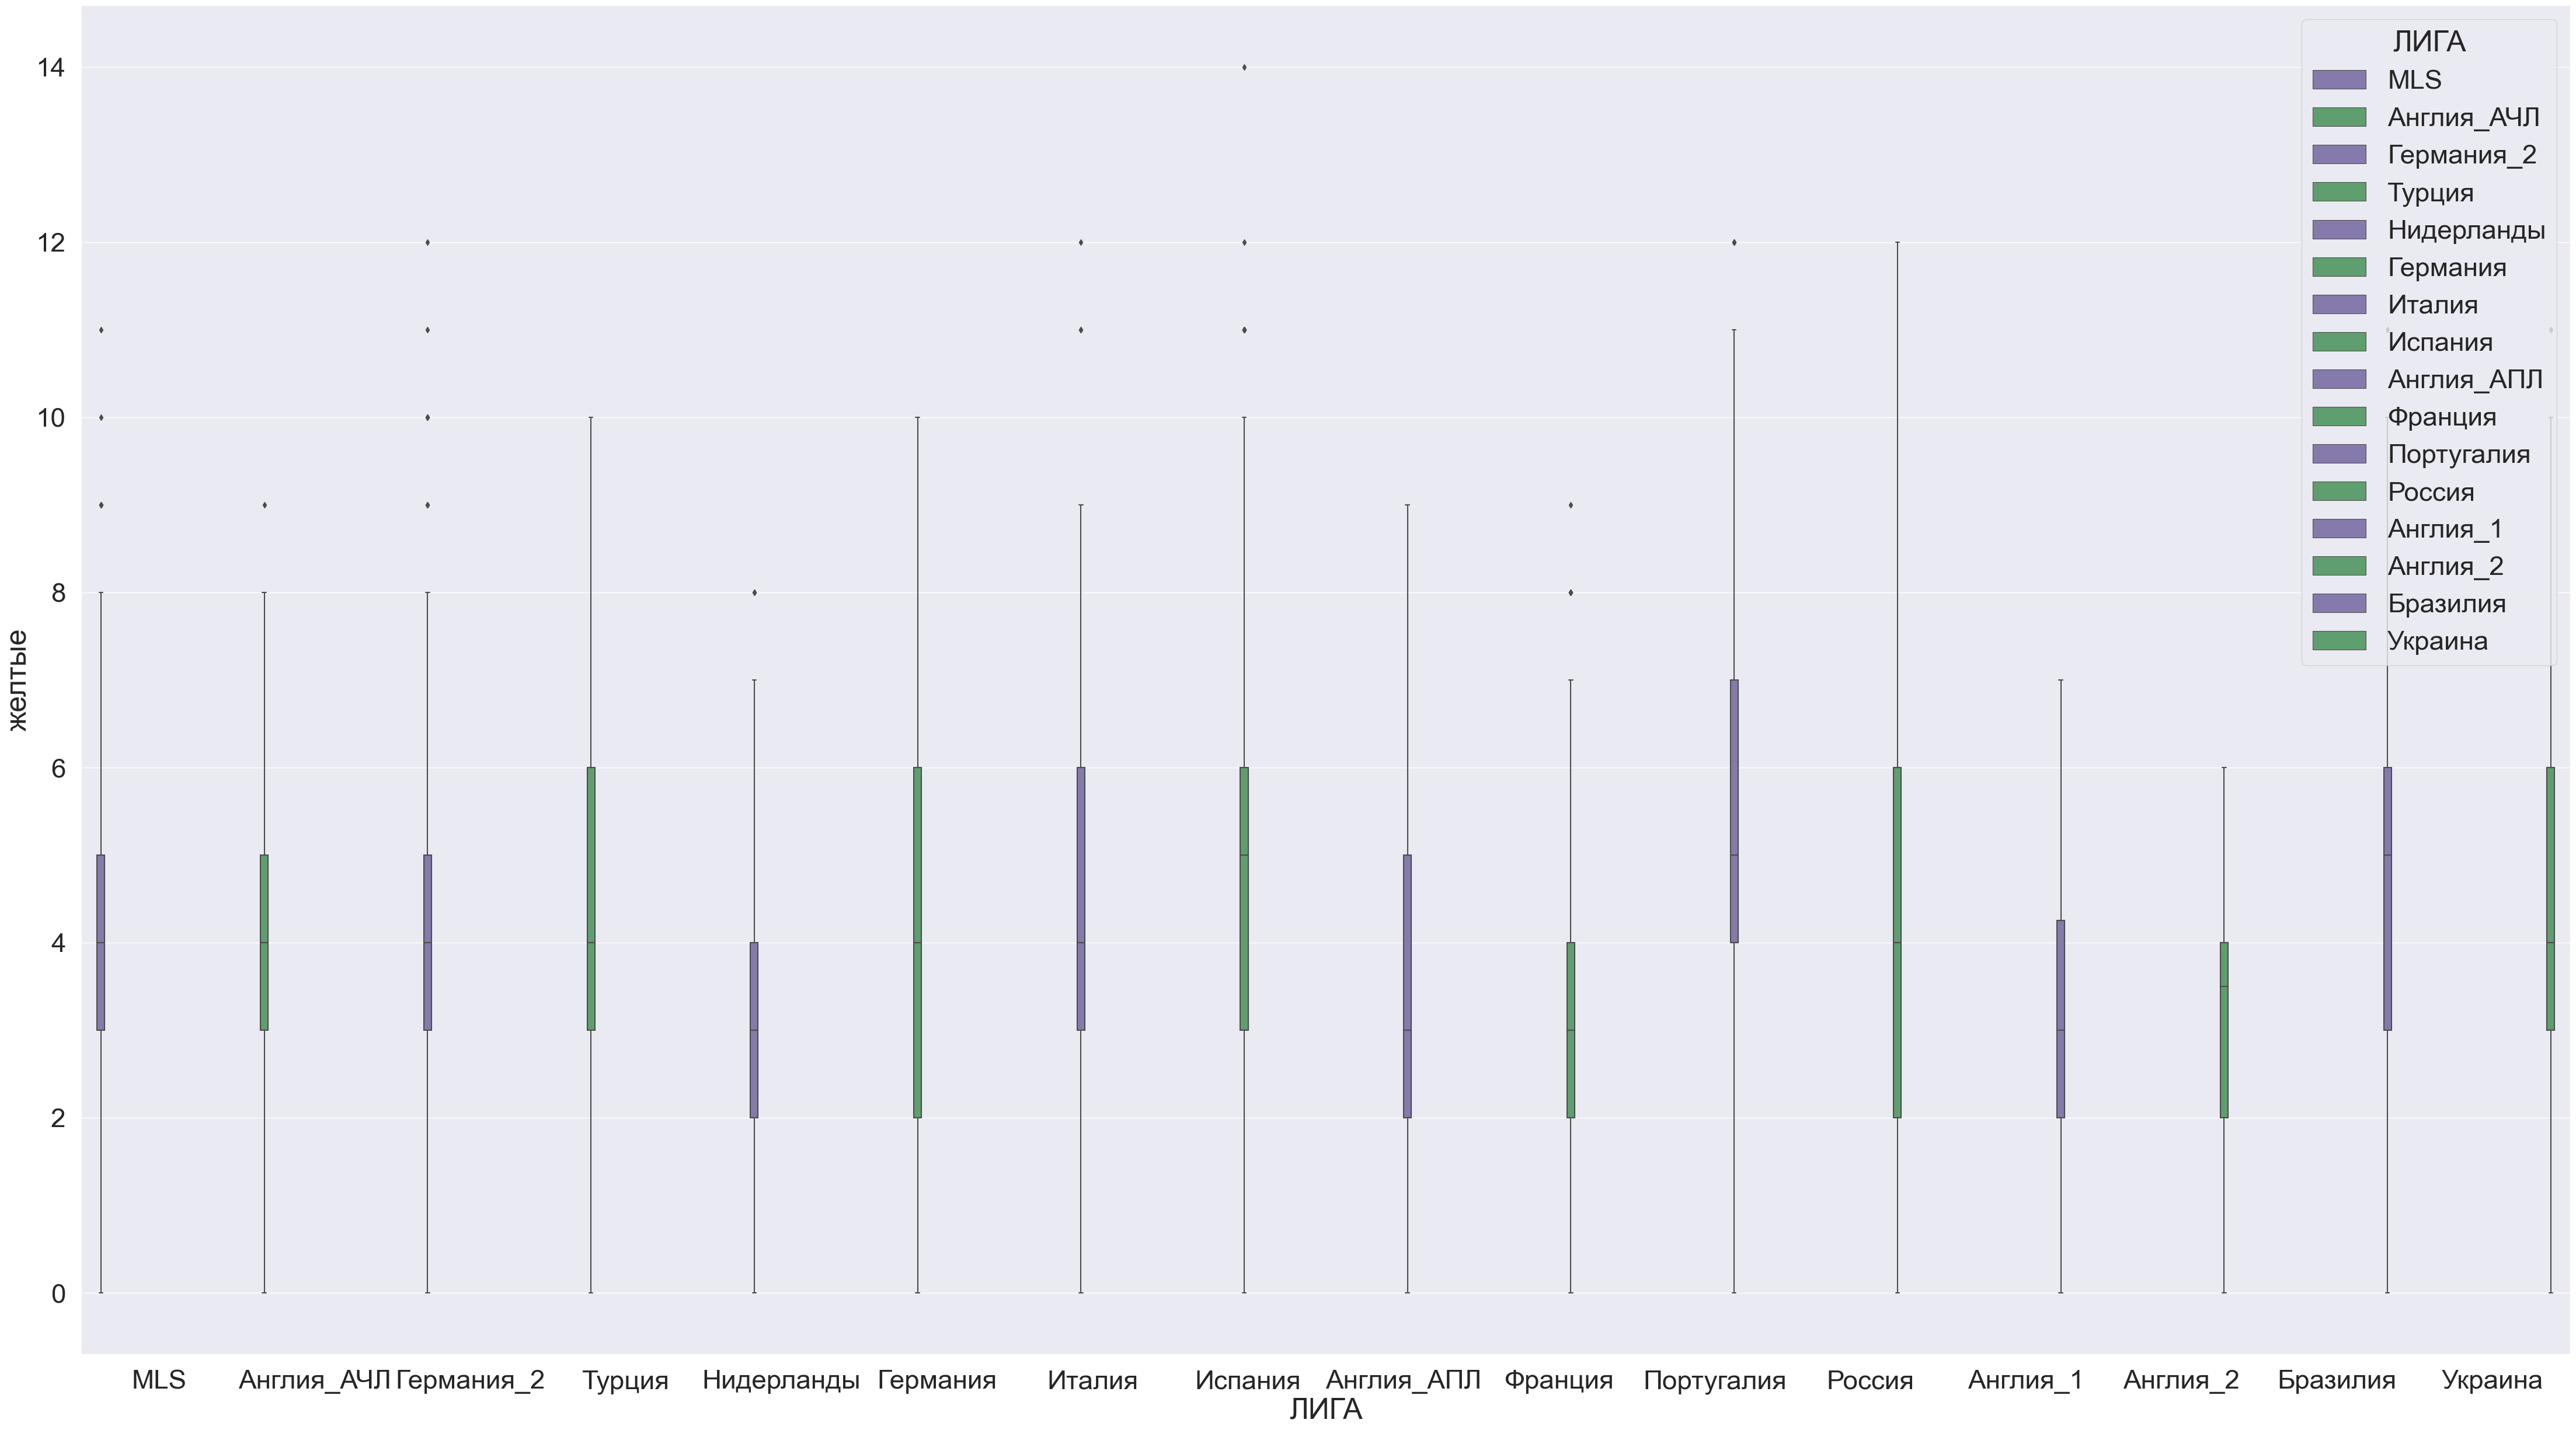 ЛИГА
MLS
Англия_АЧЛ
Германия_2
Турция
Нидерланды
Германия
Италия
Испания
Англия_АПЛ
Франция
Португалия
Россия
Англия_1
Англия_2
Бразилия
Украина
14
12
10
8
6
4
2
0
желтые
MLS Англия_АЧЛ Германия_2 Турция Нидерланды Германия Италия Испания Англия_АПЛ Франция Португалия Россия Англия_1 Англия_2 Бразилия Украина
ЛИГА